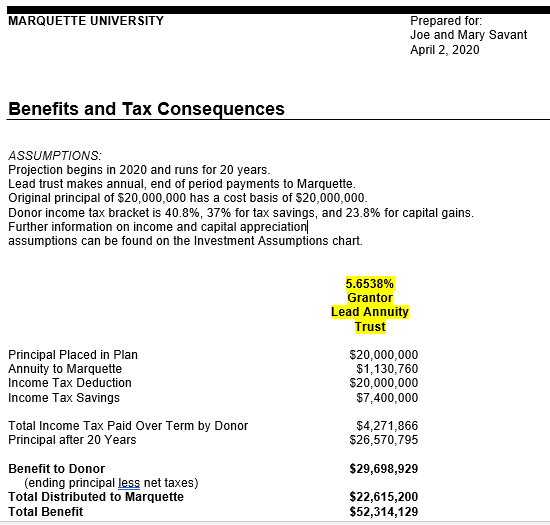 MARQUETTE UNIVERSITY
Prepared for:
Joe and Mary Savant
April 2, 2020
Benefits and Tax Consequences
ASSUMPTIONS:
Projection begins in 2020 and runs for 20 years.
Lead trust makes annual, end of period payments to Marquette.
Original principal of $20,000,000 has a cost basis of $20,000,000.
Donor income tax bracket is 40.8%, 37% for tax savings, and 23.8% for capital gains.
Further information on income and capital appreciation
assumptions can be found on the Investment Assumptions chart.
5.6538%
Grantor
Lead Annuity
Trust
Principal Placed in Plan $20,000,000
Annuity to Marquette $1,130,760
Income Tax Deduction $20,000,000
Income Tax Savings $7,400,000
Total Income Tax Paid Over Term by Donor $4,271,866
Principal after 20 Years $26,570,795
Benefit to Donor $29,698,929
(ending principal less net taxes)
Total Distributed to Marquette $22,615,200
Total Benefit $52,314,129